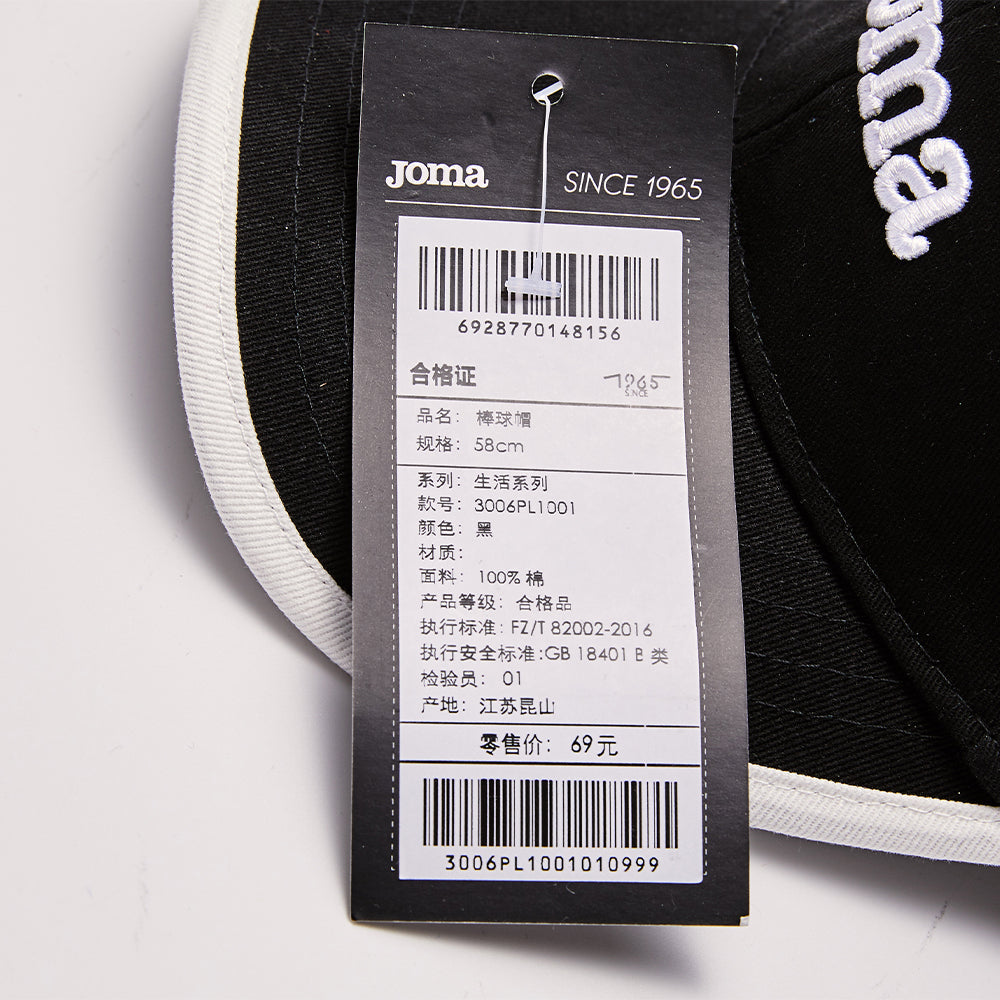 Joma SINCE 1965
6928770148156
合格证 1965
SINCE
品名: 棒球帽
规格: 58cm
系列: 生活系列
款号: 3006PL1001
颜色: 黑
材质:
面料: 100% 棉
产品等级: 合格品
执行标准: FZ/T 82002-2016
执行安全标准:GB 18401 B 类
检验员: 01
产地: 江苏昆山
零售价: 69元
3006PL1001010999
oma